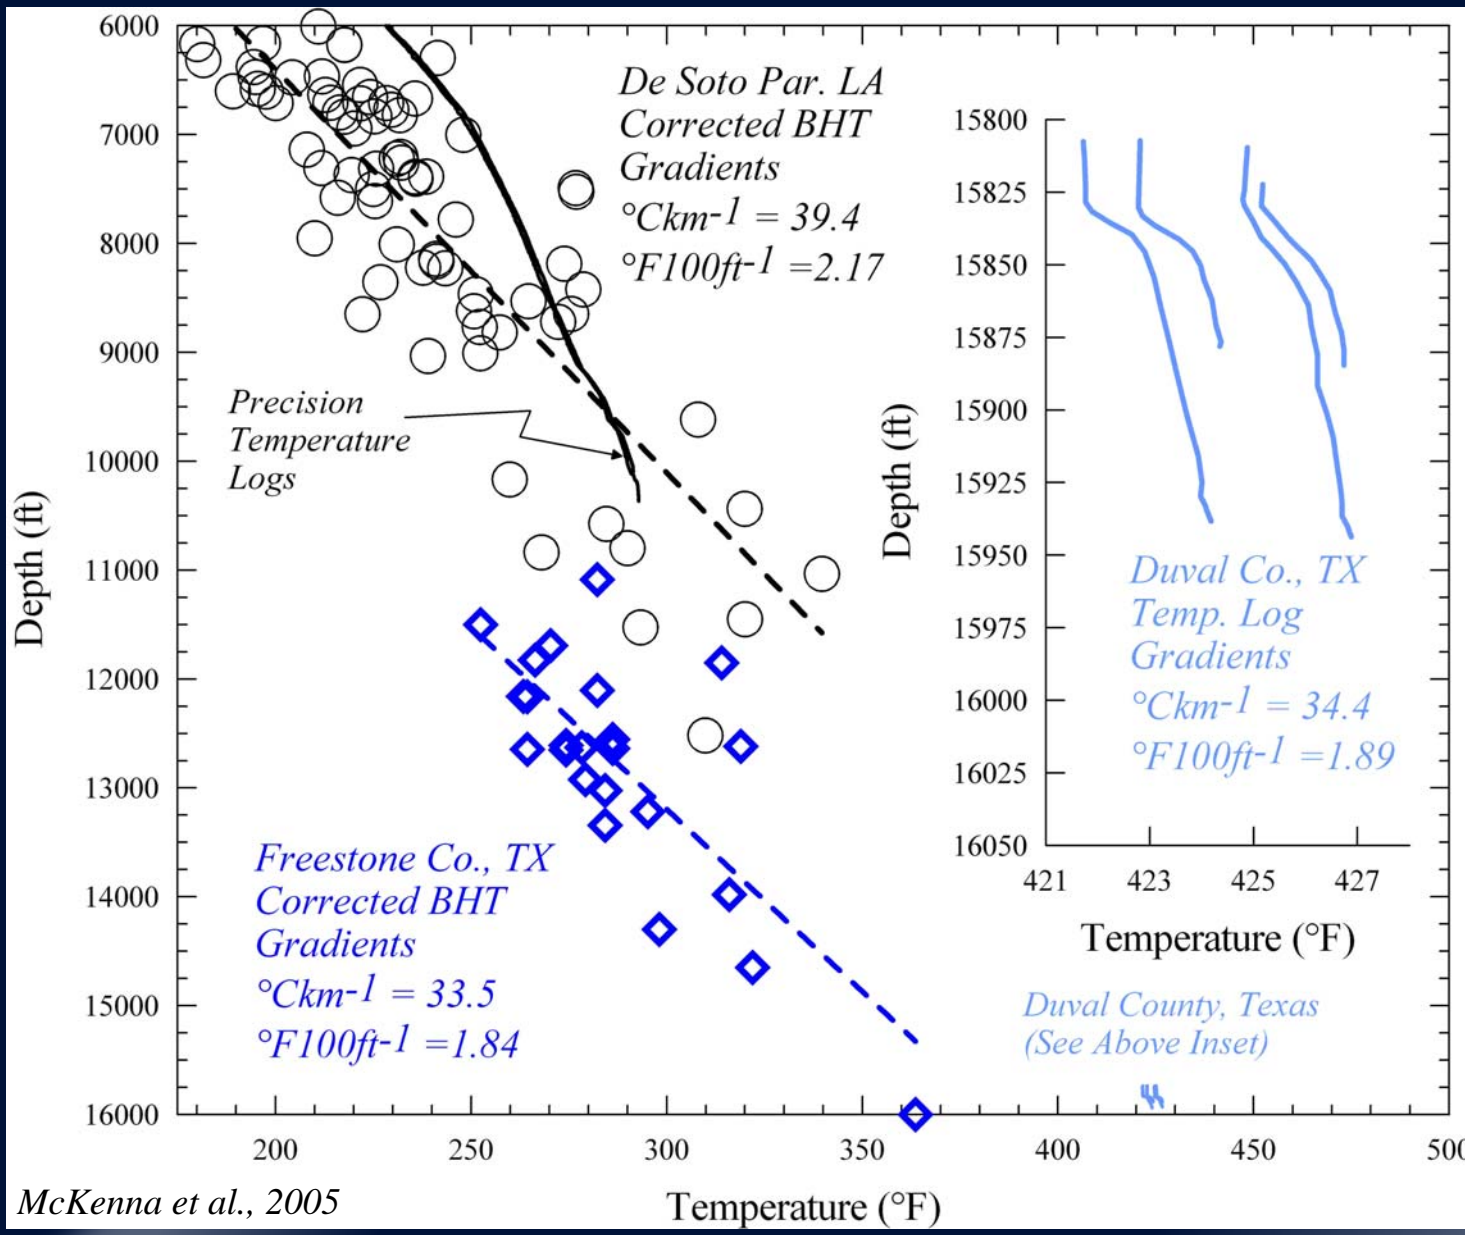 De Soto Par. LA
Corrected BHT
Gradients
°Ckm-1 = 39.4
°F100ft-1 =2.17
Precision
Temperature
Logs
Freestone Co., TX
Corrected BHT
Gradients
°Ckm-1 = 33.5
°F100ft-1 =1.84
Depth (ft)
6000
7000
8000
9000
10000
11000
12000
13000
14000
15000
16000
200 250 300 350 400 450 500
Temperature (°F)
Depth (ft)
15800
15825
15850
15875
15900
15925
15950
15975
16000
16025
16050
421 423 425 427
Temperature (°F)
Duval Co., TX
Temp. Log
Gradients
°Ckm-1 = 34.4
°F100ft-1 =1.89
Duval County, Texas
(See Above Inset)
McKenna et al., 2005